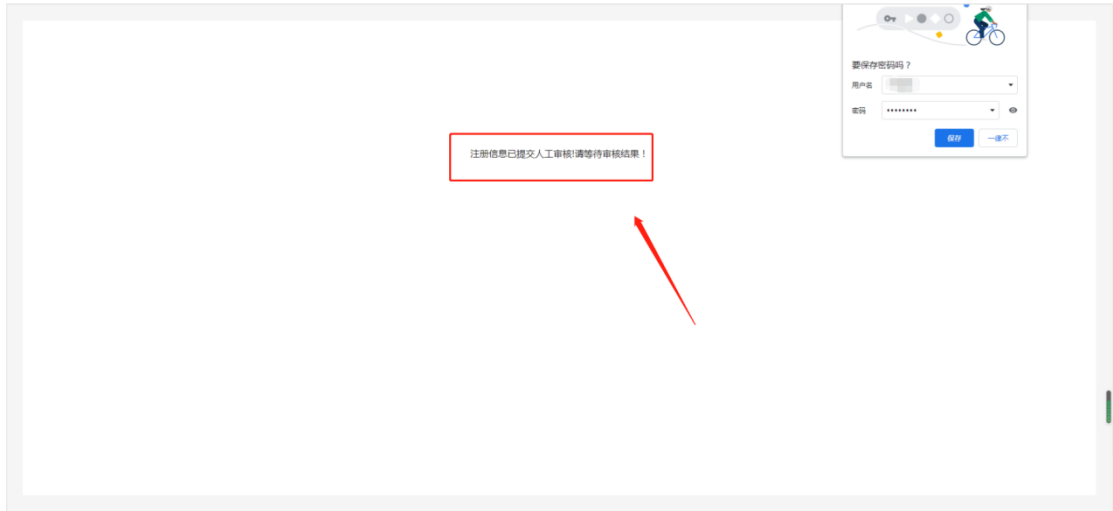 要保存密码吗？
用户名
密码 ••••••••
保存 一律不
注册信息已提交人工审核!请等待审核结果！